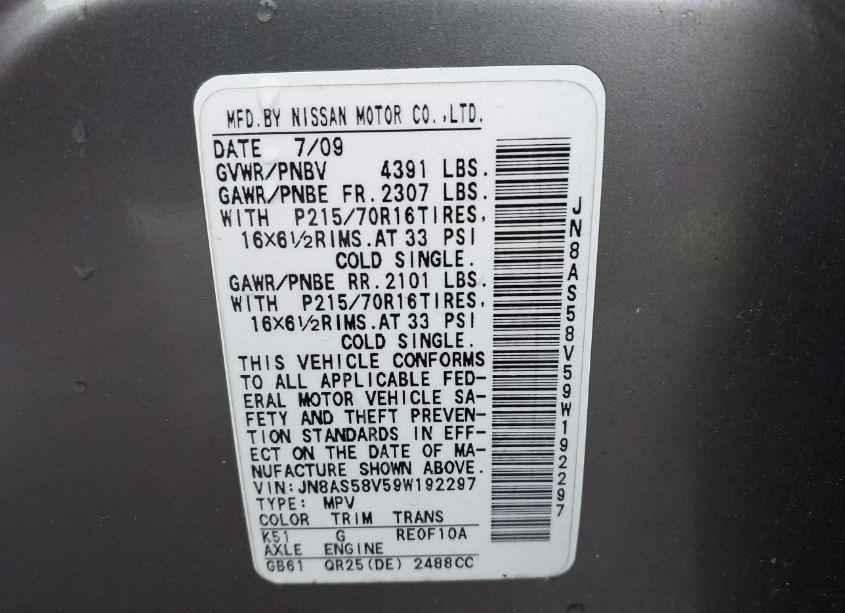 MFD.BY NISSAN MOTOR CO.,LTD.
DATE 7/09
GVWR/PNBV 4391 LBS.
GAWR/PNBE FR.2307 LBS.
WITH P215/70R16TIRES,
16X6½RIMS.AT 33 PSI
COLD SINGLE.
GAWR/PNBE RR.2101 LBS.
WITH P215/70R16TIRES,
16X6½RIMS.AT 33 PSI
COLD SINGLE.
THIS VEHICLE CONFORMS
TO ALL APPLICABLE FED-
ERAL MOTOR VEHICLE SA-
FETY AND THEFT PREVEN-
TION STANDARDS IN EFF-
ECT ON THE DATE OF MA-
NUFACTURE SHOWN ABOVE.
VIN:JN8AS58V59W192297
TYPE: MPV
COLOR TRIM TRANS
K51 G RE0F10A
AXLE ENGINE
GB61 QR25(DE) 2488CC
JN8AS58V59W192297